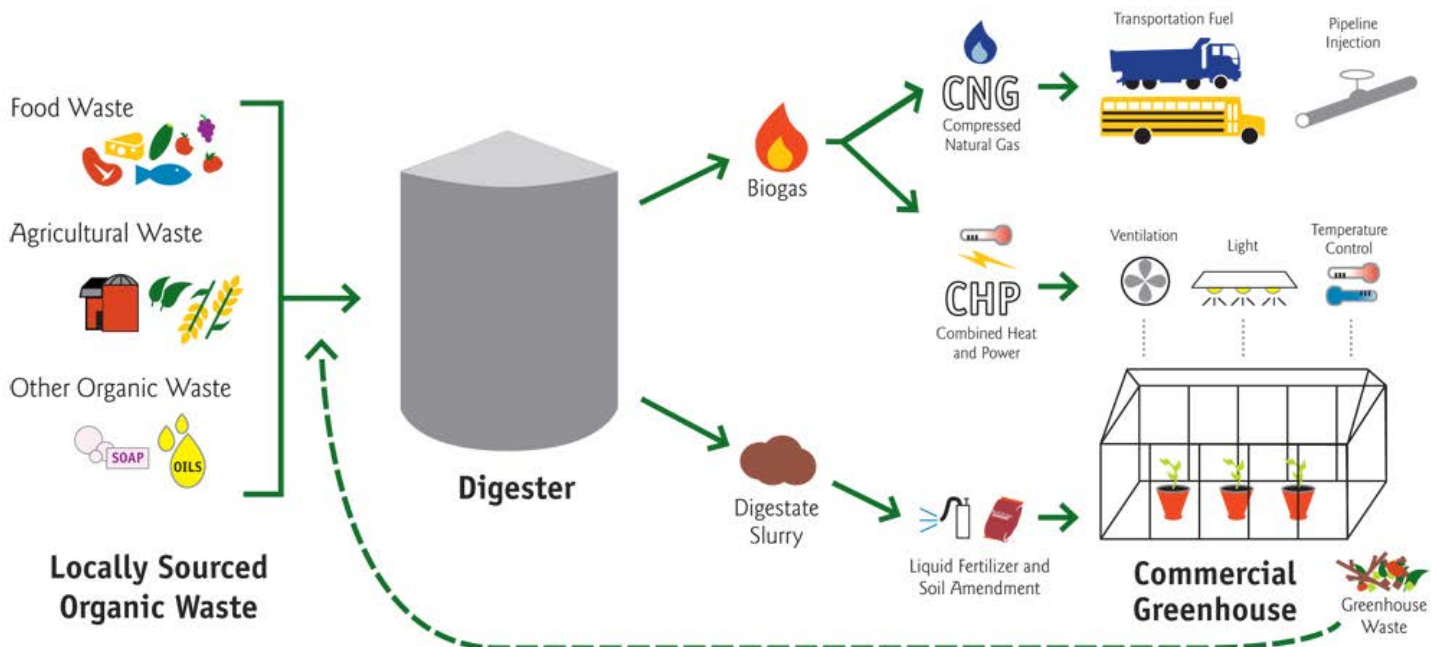 Food Waste
Agricultural Waste
Other Organic Waste
SOAP
OILS
Locally Sourced
Organic Waste
Digester
Biogas
Digestate
Slurry
CNG
Compressed
Natural Gas
Transportation Fuel
Pipeline
Injection
CHP
Combined Heat
and Power
Ventilation
Light
Temperature
Control
Liquid Fertilizer and
Soil Amendment
Commercial
Greenhouse
Greenhouse
Waste